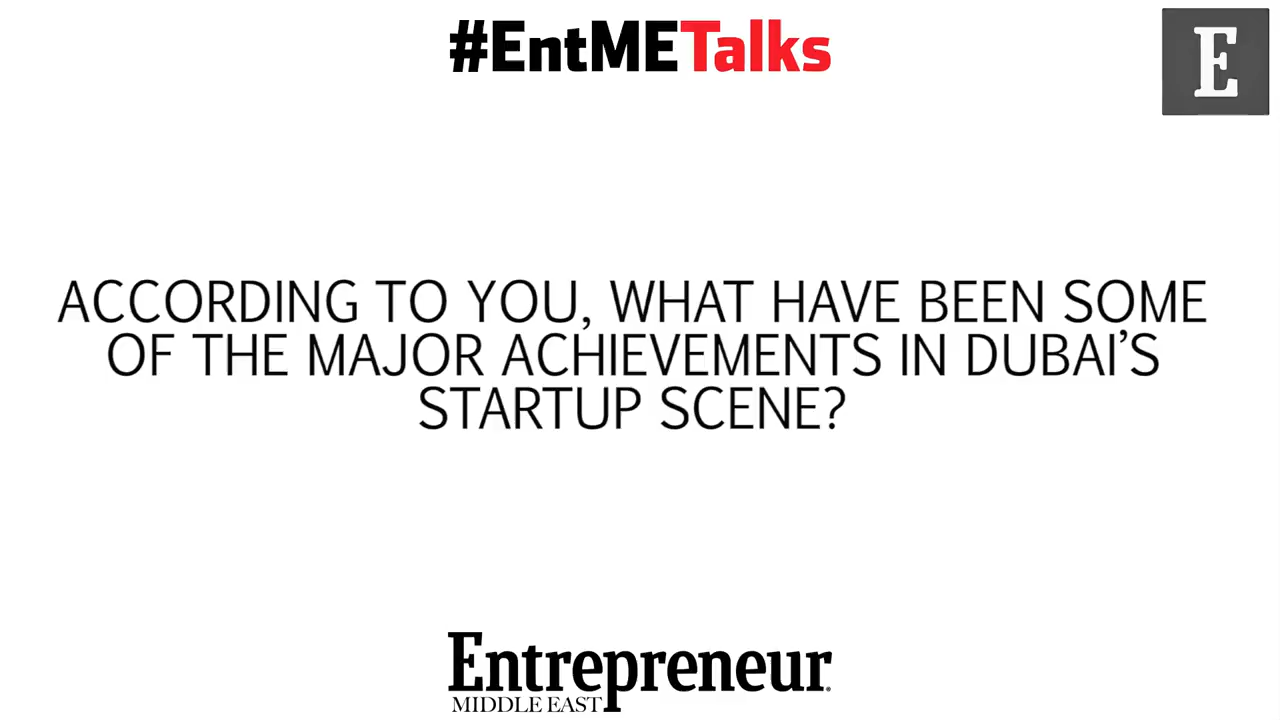 #EntMETalks
E
ACCORDING TO YOU, WHAT HAVE BEEN SOME
OF THE MAJOR ACHIEVEMENTS IN DUBAI’S
STARTUP SCENE?
Entrepreneur®
MIDDLE EAST